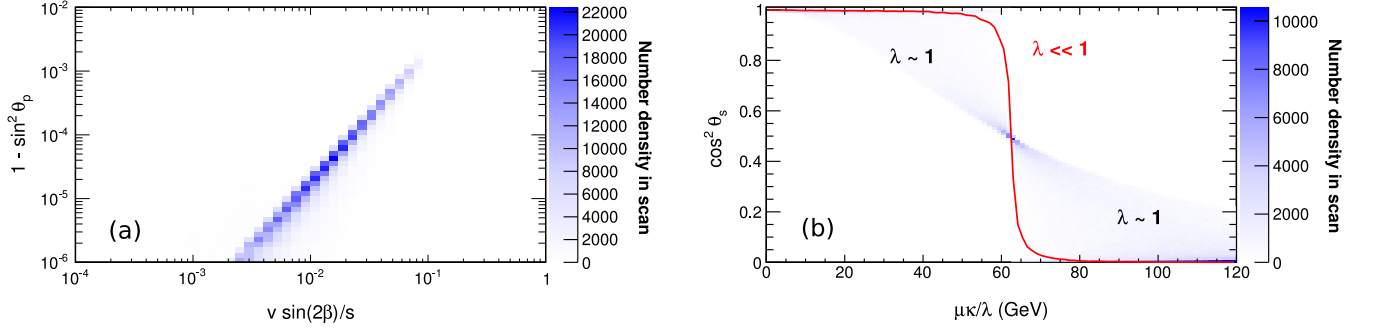 10⁻²
10⁻³
10⁻⁴
10⁻⁵
10⁻⁶
1 - sin² θₚ
(a)
10⁻⁴ 10⁻³ 10⁻² 10⁻¹ 1
v sin(2β)/s
22000
20000
18000
16000
14000
12000
10000
8000
6000
4000
2000
0
Number density in scan
1
0.8
0.6
0.4
0.2
0
cos² θₛ
λ ~ 1
λ << 1
λ ~ 1
(b)
0 20 40 60 80 100 120
μκ/λ (GeV)
10000
8000
6000
4000
2000
0
Number density in scan